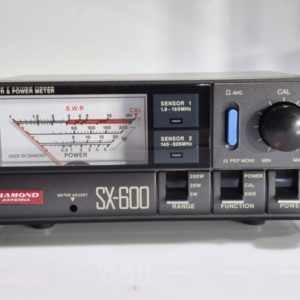 R & POWER METER
S.W.R
MADE BY DIAMOND
POWER
W
SENSOR 1
1.8-160MHz
SENSOR 2
140-525MHz
AVG
CAL
PEP MONI
MIN
DIAMOND
ANTENNA
METER ADJUST
SX-600
200W
20W
5W
RANGE
POWER
CAL
SWR
FUNCTION
POWE